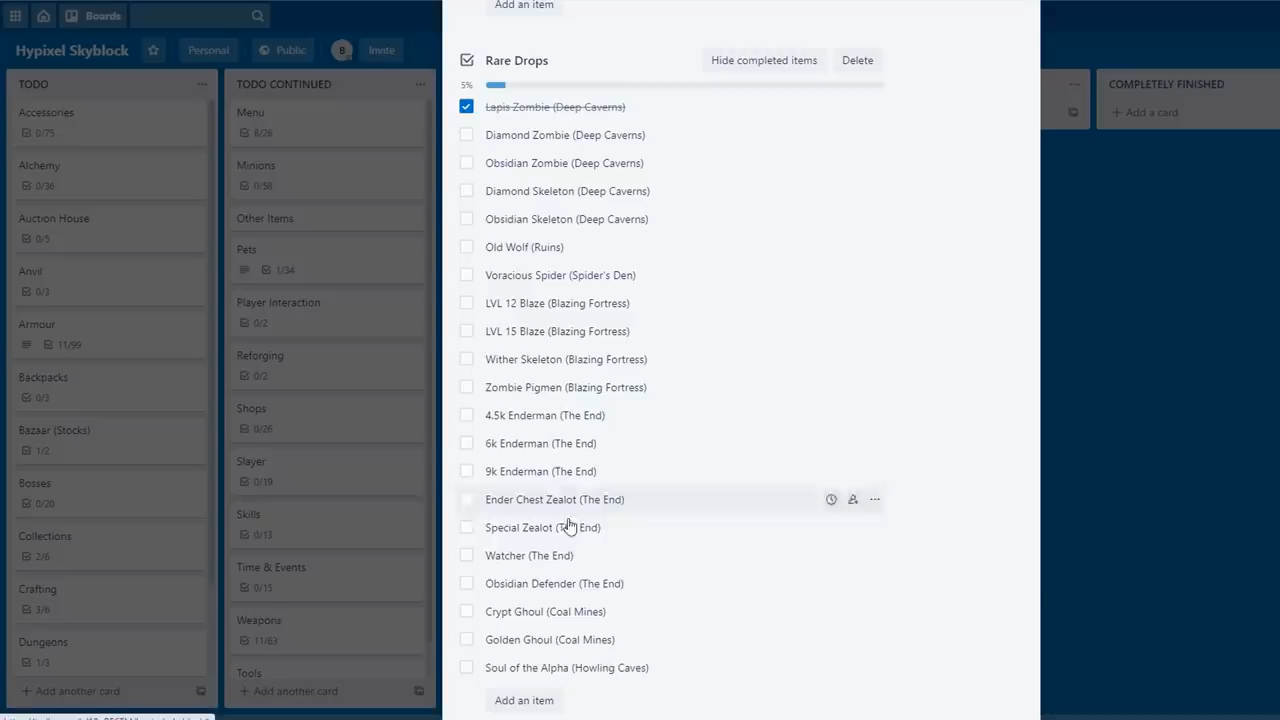 Add an item
Boards
Hypixel Skyblock
Personal
Public
B
Invite
TODO
Accessories
0/75
Alchemy
0/36
Auction House
0/5
Anvil
0/3
Armour
11/99
Backpacks
0/3
Bazaar (Stocks)
1/2
Bosses
0/20
Collections
2/6
Crafting
3/6
Dungeons
1/3
+ Add another card
TODO CONTINUED
Menu
8/26
Minions
0/58
Other Items
Pets
1/34
Player Interaction
0/2
Reforging
0/2
Shops
0/26
Slayer
0/19
Skills
0/13
Time & Events
0/15
Weapons
11/63
Tools
+ Add another card
Rare Drops
Hide completed items
Delete
5%
Lapis Zombie (Deep Caverns)
Diamond Zombie (Deep Caverns)
Obsidian Zombie (Deep Caverns)
Diamond Skeleton (Deep Caverns)
Obsidian Skeleton (Deep Caverns)
Old Wolf (Ruins)
Voracious Spider (Spider's Den)
LVL 12 Blaze (Blazing Fortress)
LVL 15 Blaze (Blazing Fortress)
Wither Skeleton (Blazing Fortress)
Zombie Pigmen (Blazing Fortress)
4.5k Enderman (The End)
6k Enderman (The End)
9k Enderman (The End)
Ender Chest Zealot (The End)
Special Zealot (The End)
Watcher (The End)
Obsidian Defender (The End)
Crypt Ghoul (Coal Mines)
Golden Ghoul (Coal Mines)
Soul of the Alpha (Howling Caves)
Add an item
COMPLETELY FINISHED
+ Add a card